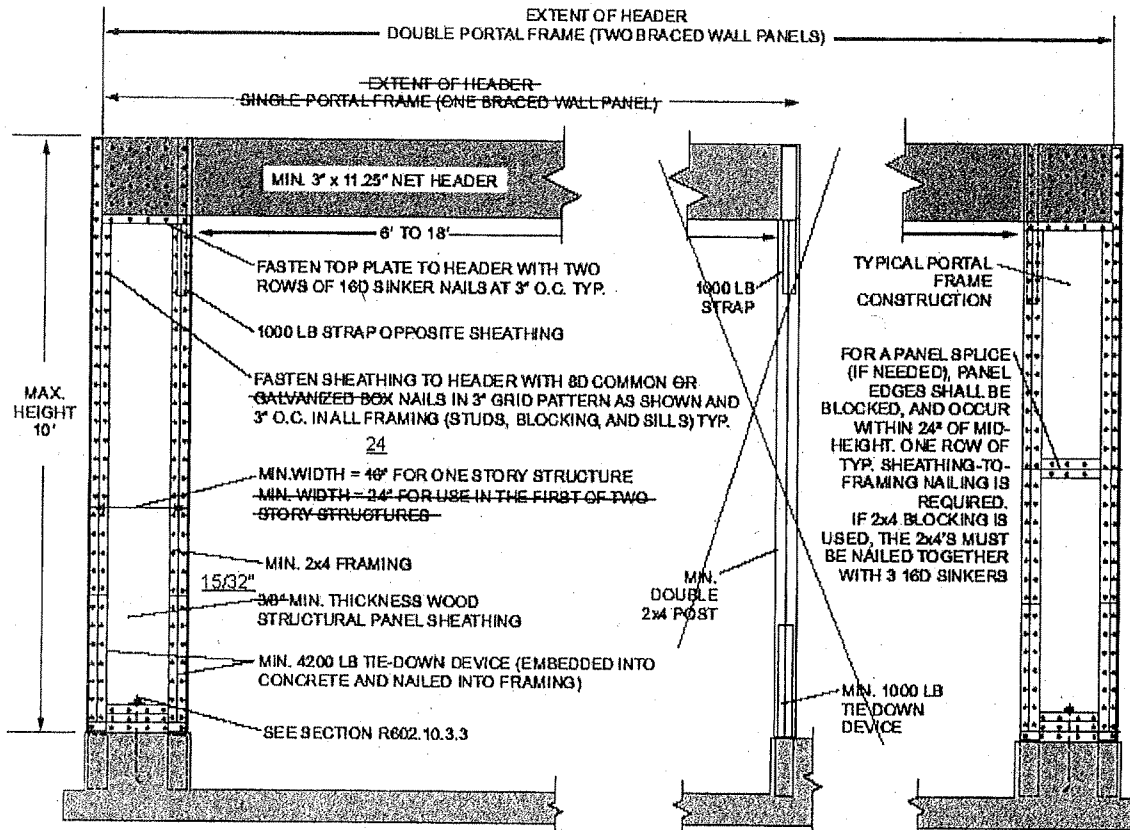 EXTENT OF HEADER
DOUBLE PORTAL FRAME (TWO BRACED WALL PANELS)
EXTENT OF HEADER
SINGLE PORTAL FRAME (ONE BRACED WALL PANEL)
MIN. 3" x 11.25" NET HEADER
6' TO 18'
FASTEN TOP PLATE TO HEADER WITH TWO
ROWS OF 16D SINKER NAILS AT 3" O.C. TYP.
1000 LB STRAP OPPOSITE SHEATHING
FASTEN SHEATHING TO HEADER WITH 8D COMMON OR
GALVANIZED BOX NAILS IN 3" GRID PATTERN AS SHOWN AND
3" O.C. IN ALL FRAMING (STUDS, BLOCKING, AND SILLS) TYP.
24
MIN.WIDTH = 16" FOR ONE STORY STRUCTURE
MIN. WIDTH = 24" FOR USE IN THE FIRST OF TWO
STORY STRUCTURES
MIN. 2x4 FRAMING
15/32"
3/8" MIN. THICKNESS WOOD
STRUCTURAL PANEL SHEATHING
MIN. 4200 LB TIE-DOWN DEVICE (EMBEDDED INTO
CONCRETE AND NAILED INTO FRAMING)
SEE SECTION R602.10.3.3
MAX.
HEIGHT
10'
1000 LB
STRAP
MIN.
DOUBLE
2x4 POST
MIN. 1000 LB
TIE DOWN
DEVICE
TYPICAL PORTAL
FRAME
CONSTRUCTION
FOR A PANEL SPLICE
(IF NEEDED), PANEL
EDGES SHALL BE
BLOCKED, AND OCCUR
WITHIN 24" OF MID-
HEIGHT. ONE ROW OF
TYP. SHEATHING-TO-
FRAMING NAILING IS
REQUIRED.
IF 2x4 BLOCKING IS
USED, THE 2x4'S MUST
BE NAILED TOGETHER
WITH 3 16D SINKERS